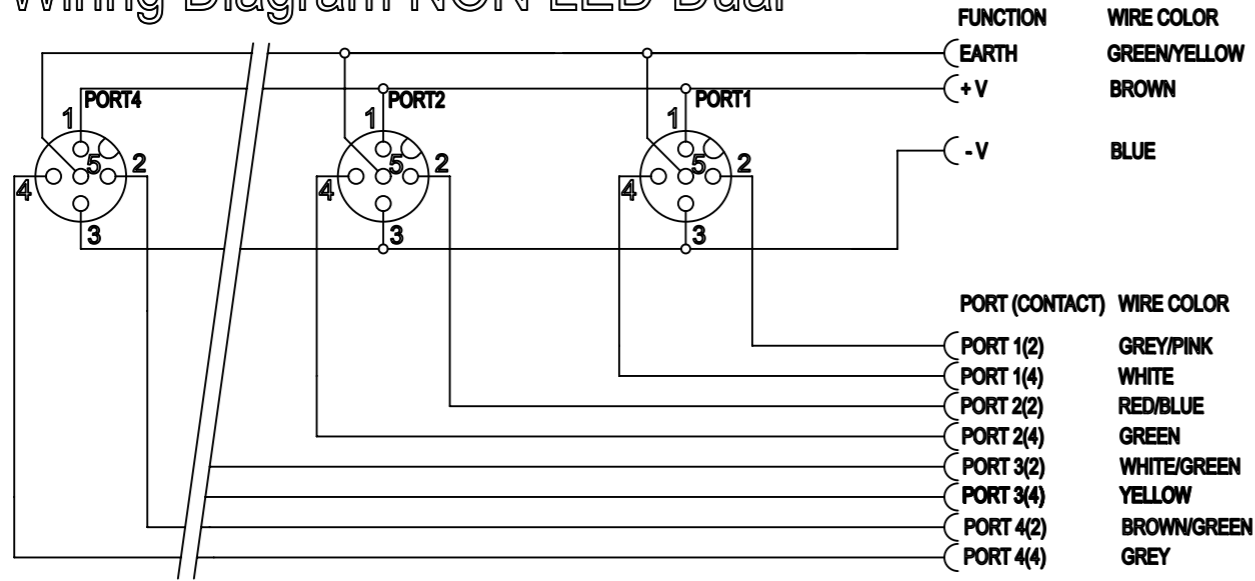 Wiring Diagram NON LED Dual
FUNCTION WIRE COLOR
EARTH GREEN/YELLOW
+ V BROWN
- V BLUE
PORT4 PORT2 PORT1
1 1 1
5 2 5 2 5 2
4 4 4
3 3 3
PORT (CONTACT) WIRE COLOR
PORT 1(2) GREY/PINK
PORT 1(4) WHITE
PORT 2(2) RED/BLUE
PORT 2(4) GREEN
PORT 3(2) WHITE/GREEN
PORT 3(4) YELLOW
PORT 4(2) BROWN/GREEN
PORT 4(4) GREY